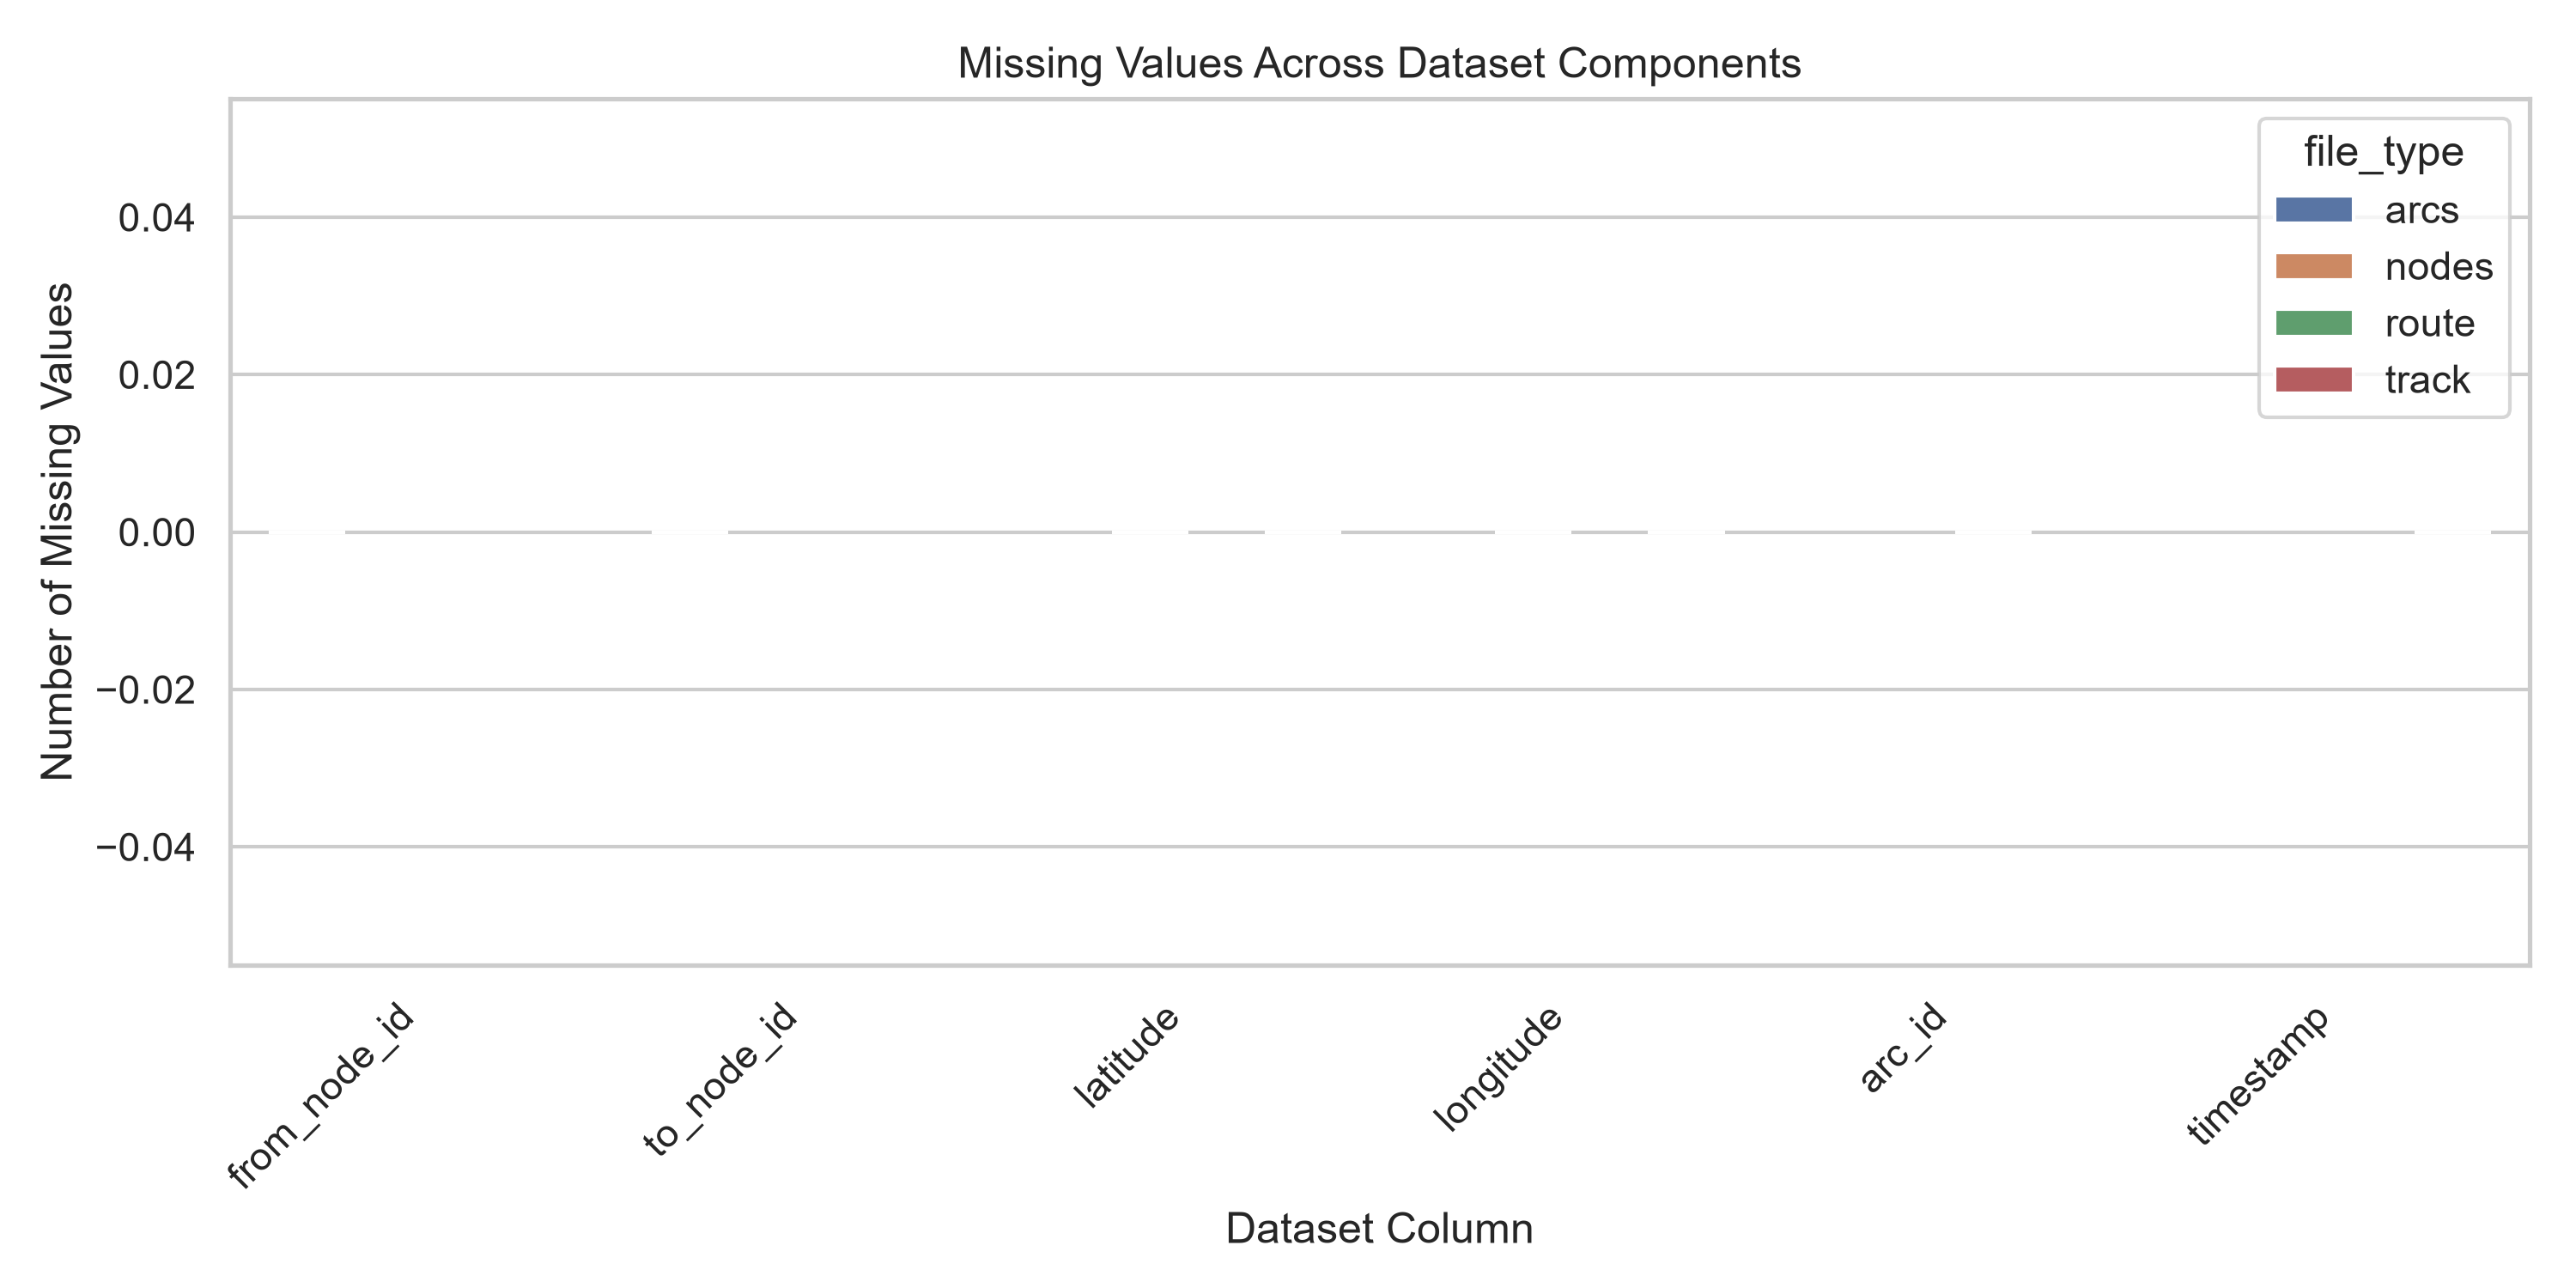 Missing Values Across Dataset Components
file_type
arcs
nodes
route
track
Number of Missing Values
0.04
0.02
0.00
−0.02
−0.04
from_node_id
to_node_id
latitude
longitude
arc_id
timestamp
Dataset Column